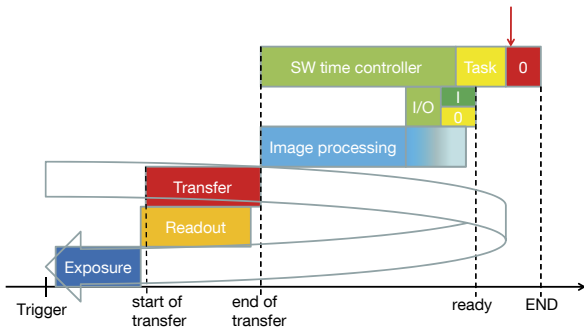 SW time controller
Task
0
I/O
I
0
Image processing
Transfer
Readout
Exposure
Trigger
start of
transfer
end of
transfer
ready
END